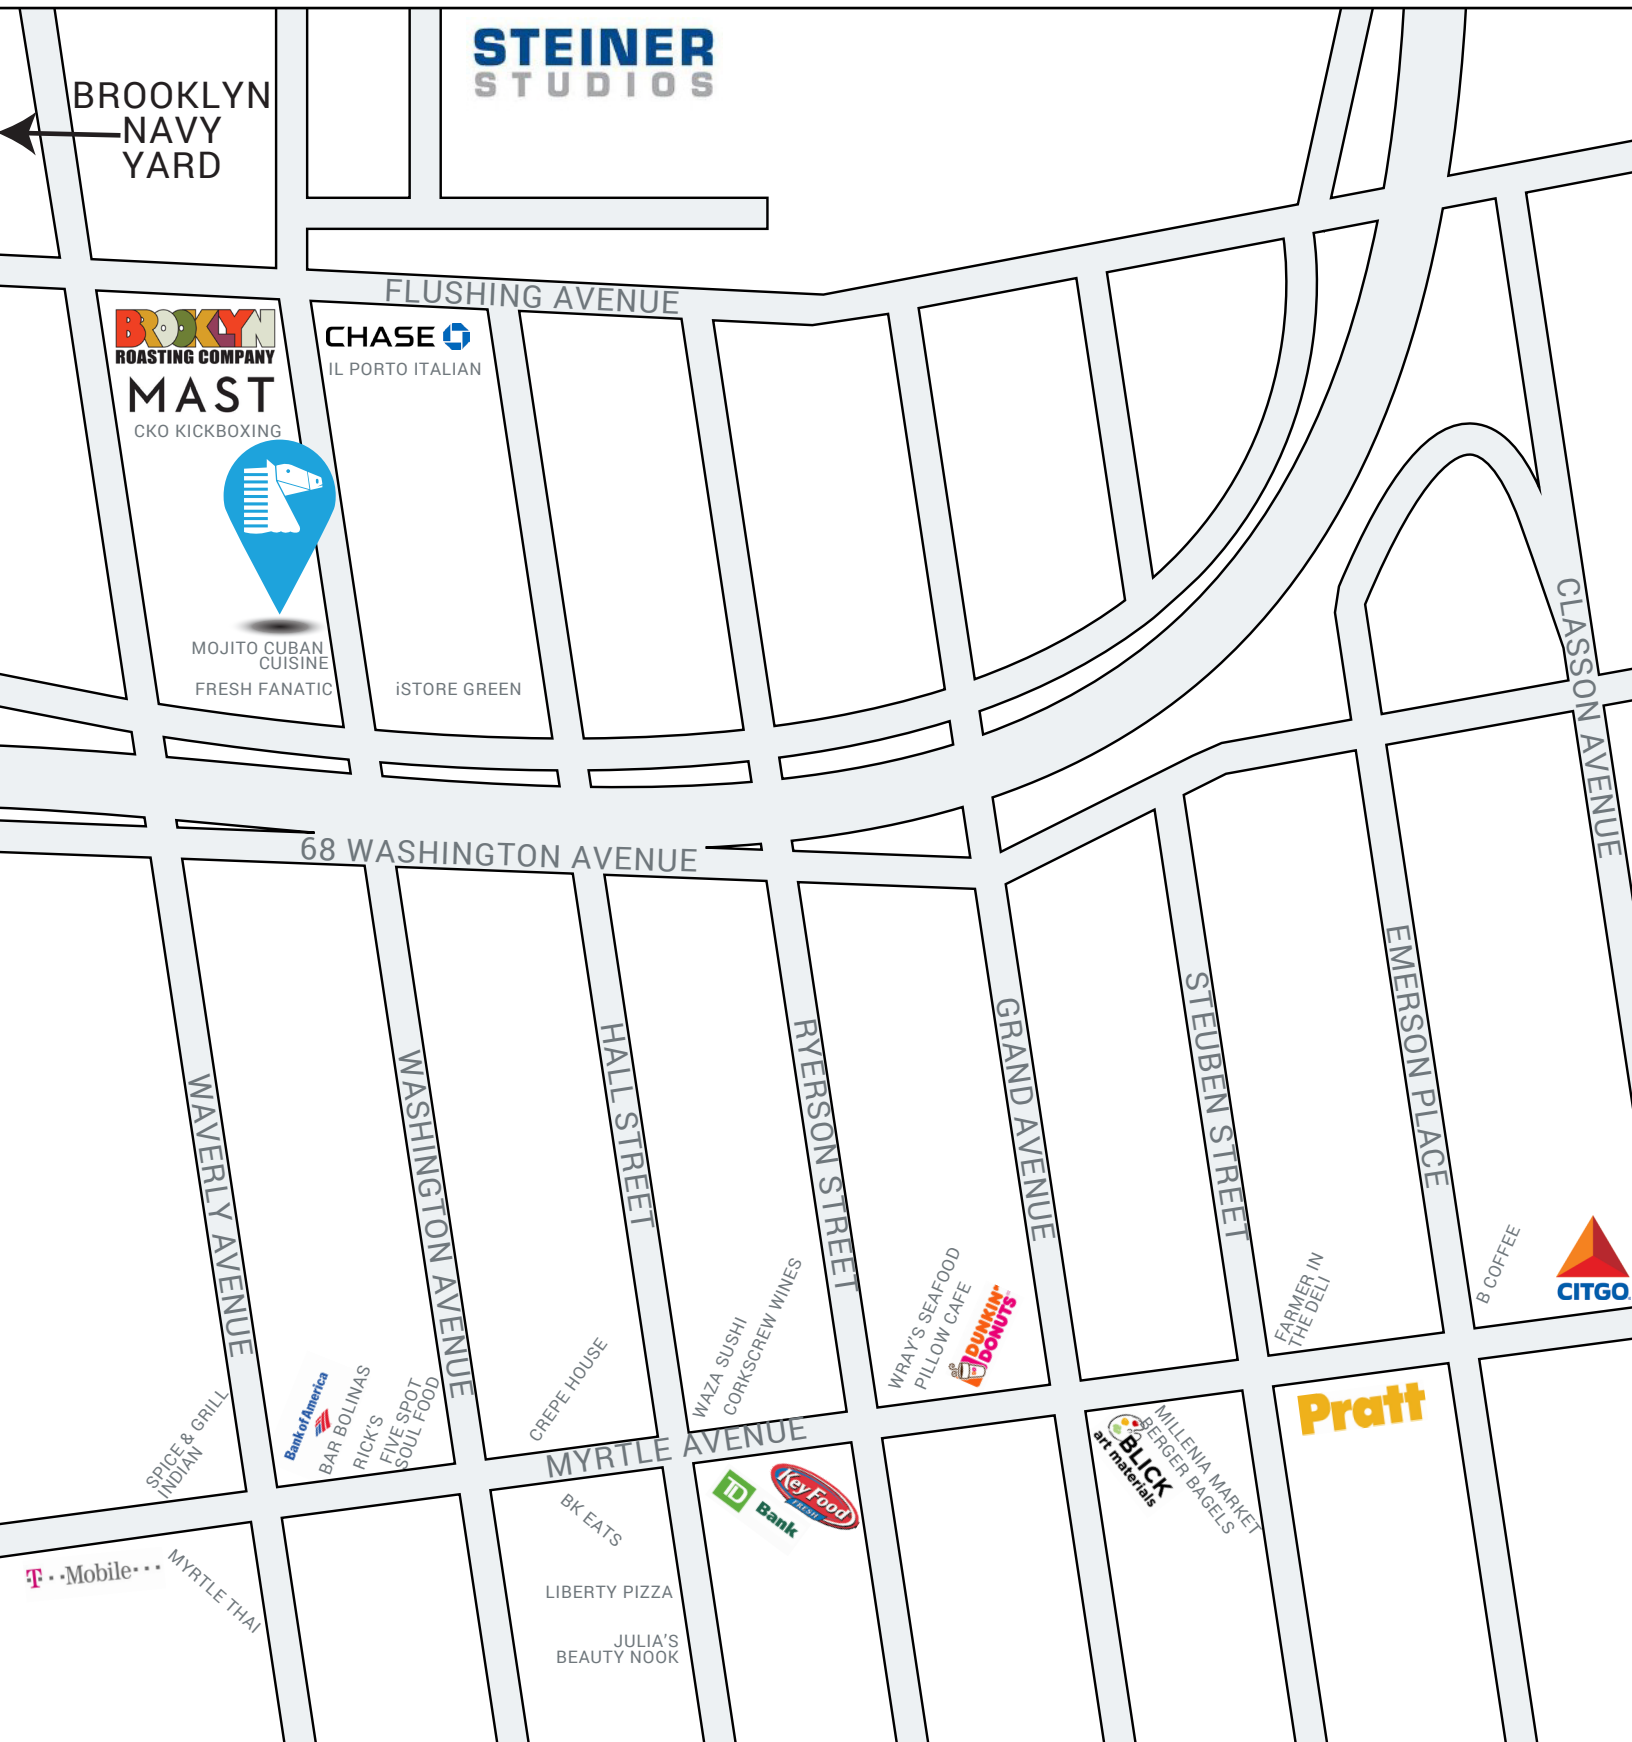 STEINER
STUDIOS
BROOKLYN
NAVY
YARD
FLUSHING AVENUE
BROOKLYN
ROASTING COMPANY
MAST
CKO KICKBOXING
CHASE
IL PORTO ITALIAN
MOJITO CUBAN
CUISINE
FRESH FANATIC
iSTORE GREEN
CLASSON AVENUE
68 WASHINGTON AVENUE
WAVERLY AVENUE
WASHINGTON AVENUE
HALL STREET
RYERSON STREET
GRAND AVENUE
STEUBEN STREET
EMERSON PLACE
SPICE & GRILL
INDIAN
Bank of America
BAR BOLINAS
RICK'S
FIVE SPOT
SOUL FOOD
CREPE HOUSE
WAZA SUSHI
CORKSCREW WINES
WRAY'S SEAFOOD
PILLOW CAFE
DUNKIN'
DONUTS
FARMER IN
THE DELI
B COFFEE
CITGO
MYRTLE AVENUE
T··Mobile···
MYRTLE THAI
BK EATS
LIBERTY PIZZA
JULIA'S
BEAUTY NOOK
TD
Bank
Key Food
FRESH
BLICK
art materials
MILLENIA MARKET
BERGER BAGELS
Pratt